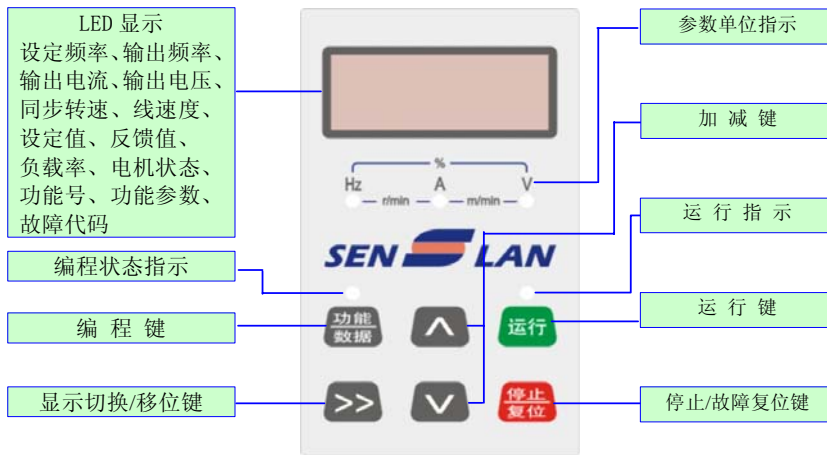 LED 显示
设定频率、输出频率、
输出电流、输出电压、
同步转速、线速度、
设定值、反馈值、
负载率、电机状态、
功能号、功能参数、
故障代码
编程状态指示
编 程 键
显示切换/移位键
%
Hz A V
r/min m/min
SEN LAN
功能
数据
运行
>>
停止
复位
参数单位指示
加 减 键
运 行 指 示
运 行 键
停止/故障复位键